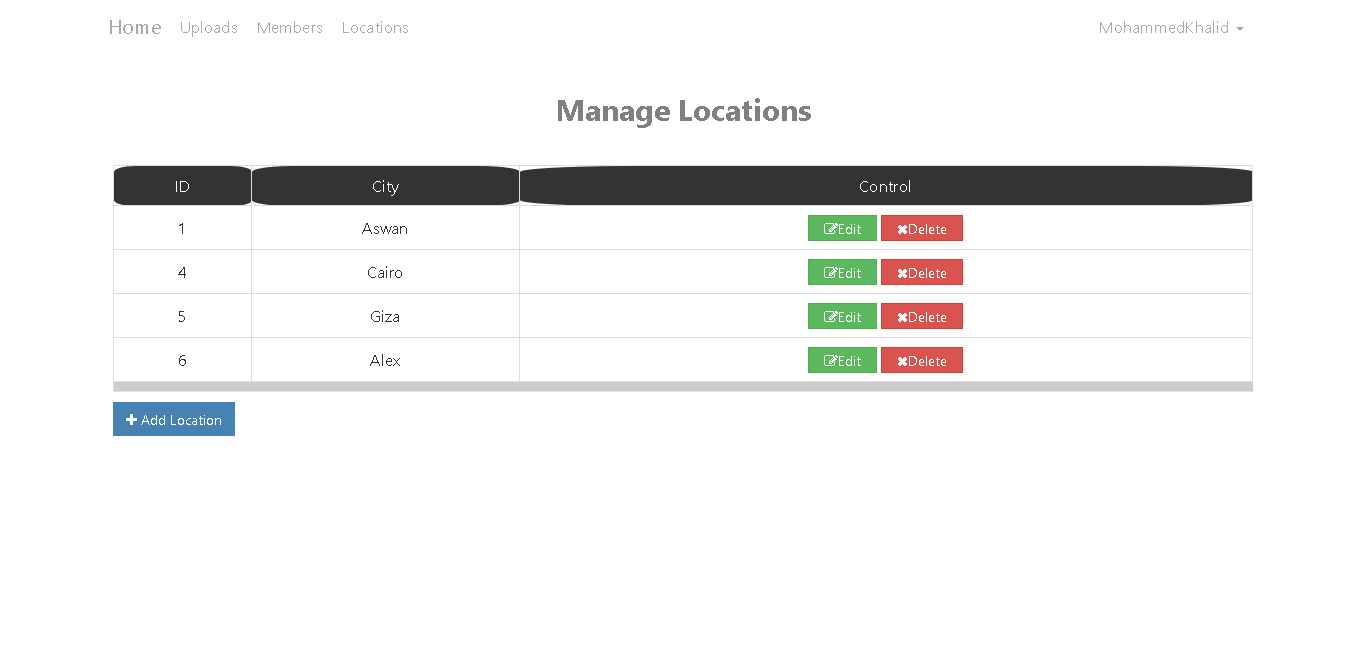 Home Uploads Members Locations MohammedKhalid
Manage Locations
ID City Control
1 Aswan Edit Delete
4 Cairo Edit Delete
5 Giza Edit Delete
6 Alex Edit Delete
Add Location